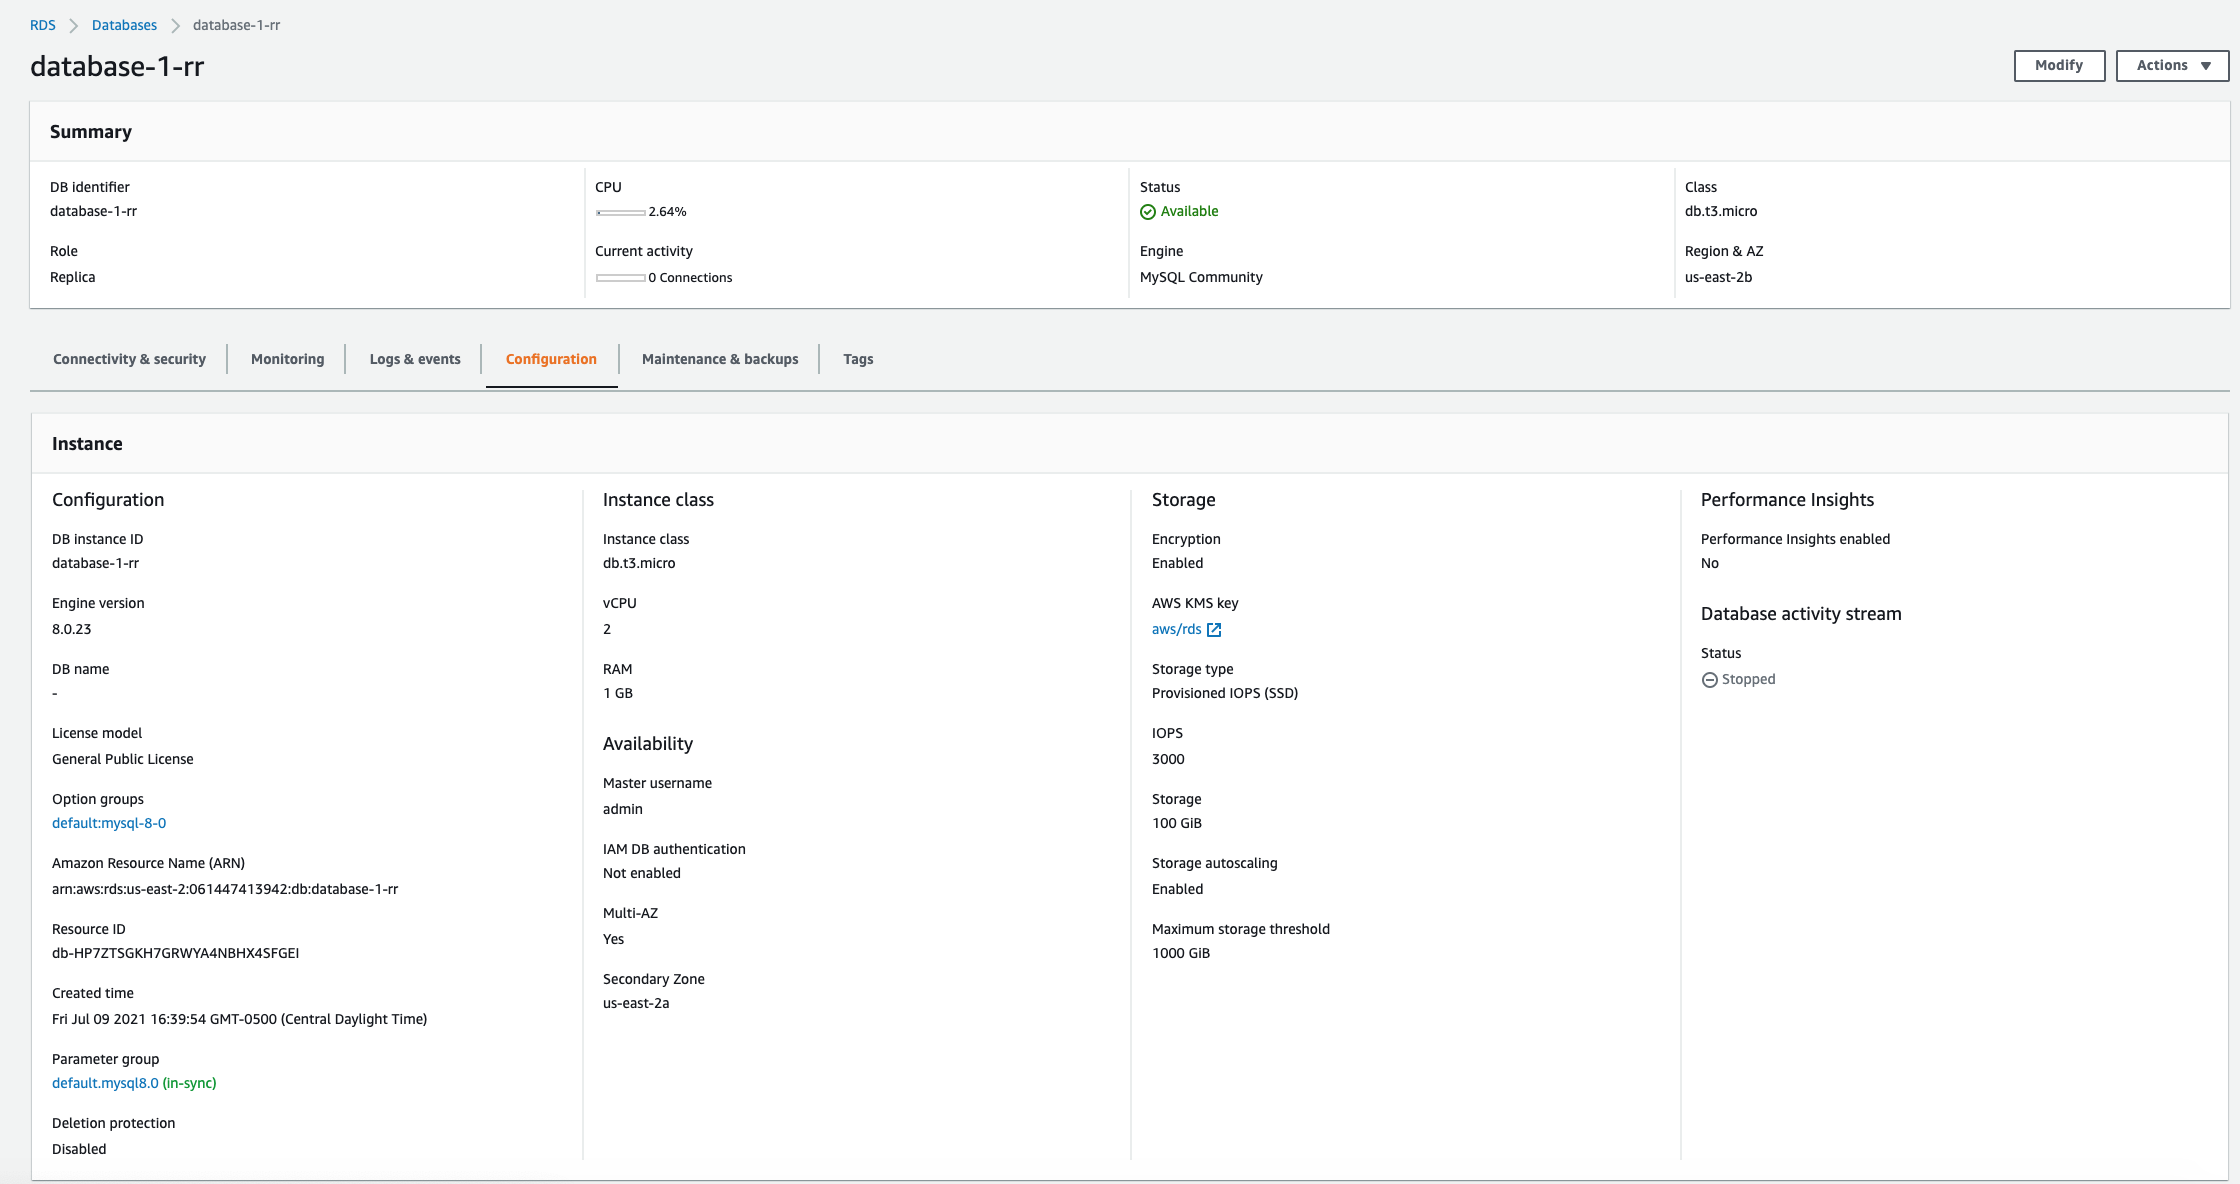 RDS > Databases > database-1-rr
database-1-rr
Modify
Actions ▼
Summary
DB identifier
database-1-rr
Role
Replica
CPU
2.64%
Current activity
0 Connections
Status
Available
Engine
MySQL Community
Class
db.t3.micro
Region & AZ
us-east-2b
Connectivity & security
Monitoring
Logs & events
Configuration
Maintenance & backups
Tags
Instance
Configuration
DB instance ID
database-1-rr
Engine version
8.0.23
DB name
-
License model
General Public License
Option groups
default:mysql-8-0
Amazon Resource Name (ARN)
arn:aws:rds:us-east-2:061447413942:db:database-1-rr
Resource ID
db-HP7ZTSGKH7GRWYA4NBHX4SFGEI
Created time
Fri Jul 09 2021 16:39:54 GMT-0500 (Central Daylight Time)
Parameter group
default.mysql8.0 (in-sync)
Deletion protection
Disabled
Instance class
Instance class
db.t3.micro
vCPU
2
RAM
1 GB
Availability
Master username
admin
IAM DB authentication
Not enabled
Multi-AZ
Yes
Secondary Zone
us-east-2a
Storage
Encryption
Enabled
AWS KMS key
aws/rds
Storage type
Provisioned IOPS (SSD)
IOPS
3000
Storage
100 GiB
Storage autoscaling
Enabled
Maximum storage threshold
1000 GiB
Performance Insights
Performance Insights enabled
No
Database activity stream
Status
Stopped